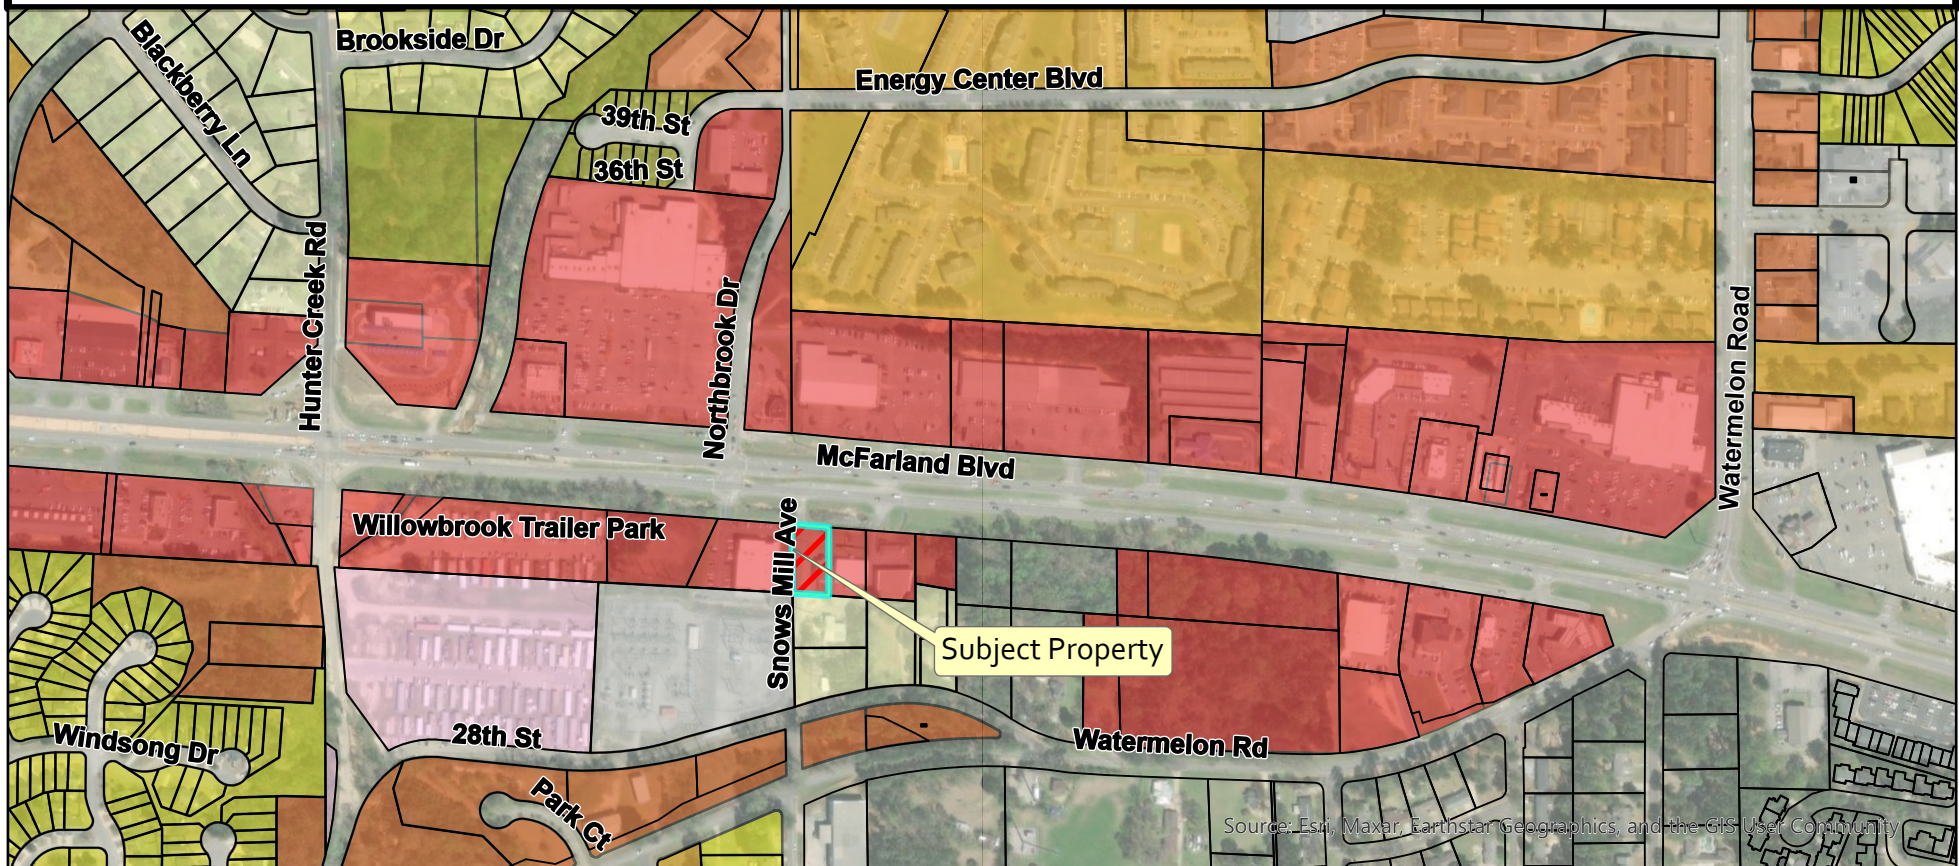 Blackberry Ln
Brookside Dr
Energy Center Blvd
39th St
36th St
Hunter Creek Rd
Northbrook Dr
Watermelon Road
McFarland Blvd
Willowbrook Trailer Park
Snows Mill Ave
Subject Property
28th St
Windsong Dr
Watermelon Rd
Park Ct
Source: Esri, Maxar, Earthstar Geographics, and the GIS User Community